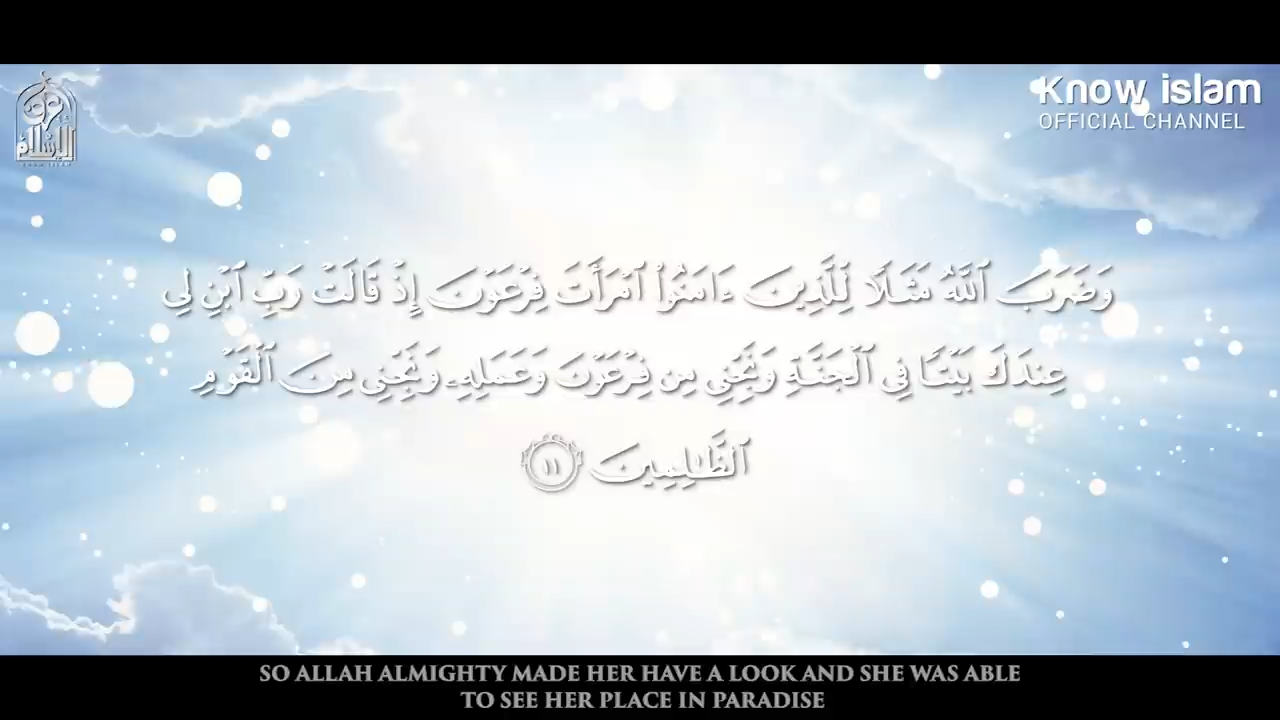 Know islam
OFFICIAL CHANNEL
وَضَرَبَ ٱللَّهُ مَثَلًا لِّلَّذِينَ ءَامَنُوا۟ ٱمْرَأَتَ فِرْعَوْنَ إِذْ قَالَتْ رَبِّ ٱبْنِ لِى
عِندَكَ بَيْتًا فِى ٱلْجَنَّةِ وَنَجِّنِى مِن فِرْعَوْنَ وَعَمَلِهِۦ وَنَجِّنِى مِنَ ٱلْقَوْمِ
ٱلظَّـٰلِمِينَ ١١
SO ALLAH ALMIGHTY MADE HER HAVE A LOOK AND SHE WAS ABLE
TO SEE HER PLACE IN PARADISE